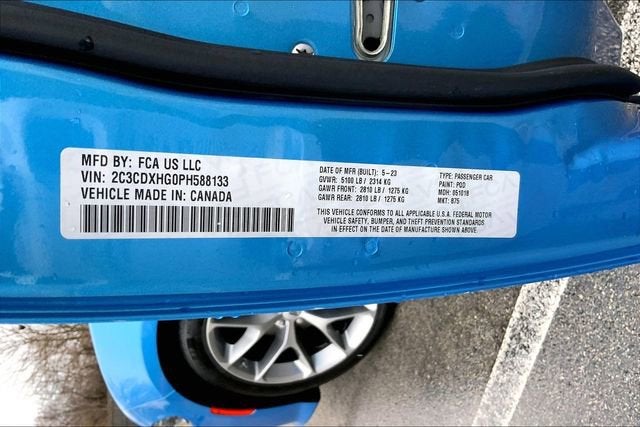 MFD BY: FCA US LLC
VIN: 2C3CDXHG0PH588133
VEHICLE MADE IN: CANADA
DATE OF MFR (BUILT): 5-23
GVWR: 5100 LB / 2314 KG
GAWR FRONT: 2810 LB / 1275 KG
GAWR REAR: 2810 LB / 1275 KG
TYPE: PASSENGER CAR
PAINT: PQD
MDH: 051018
MKT: 875
THIS VEHICLE CONFORMS TO ALL APPLICABLE U.S.A. FEDERAL MOTOR
VEHICLE SAFETY, BUMPER, AND THEFT PREVENTION STANDARDS
IN EFFECT ON THE DATE OF MANUFACTURE SHOWN ABOVE